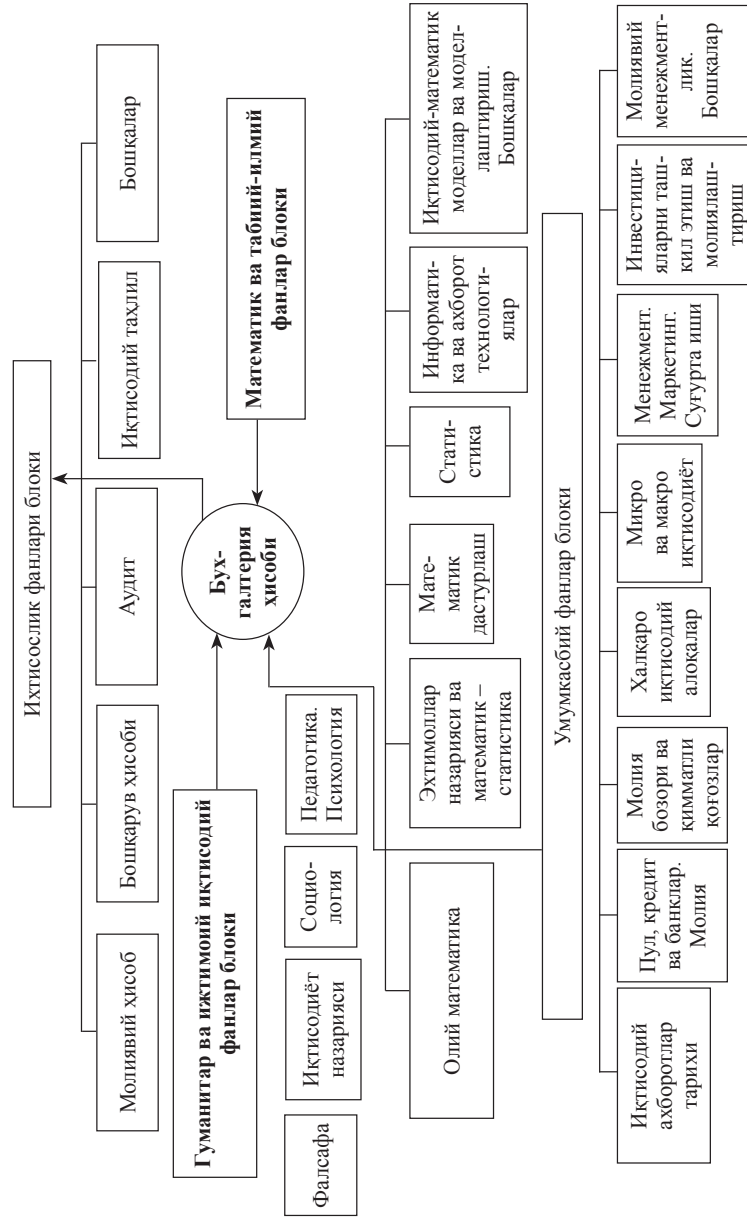 Ихтисослик фанлари блоки
Молиявий ҳисоб
Бошқарув ҳисоби
Аудит
Иқтисодий таҳлил
Бошқалар
Гуманитар ва ижтимоий иқтисодий
фанлар блоки
Бух-
галтерия
ҳисоби
Математик ва табиий-илмий
фанлар блоки
Фалсафа
Иқтисодиёт
назарияси
Социо-
логия
Педагогика.
Психология
Олий математика
Эҳтимоллар
назарияси ва
математик –
статистика
Мате-
матик
дастурлаш
Стати-
стика
Информати-
ка ва ахборот
технологи-
ялар
Иқтисодий-математик
моделлар ва модел-
лаштириш.
Бошқалар
Умумкасбий фанлар блоки
Иқтисодий
ахборотлар
тарихи
Пул, кредит
ва банклар.
Молия
Молия
бозори ва
қимматли
қоғозлар
Халқаро
иқтисодий
алоқалар
Микро
ва макро
иқтисодиёт
Менежмент.
Маркетинг.
Суғурта иши
Инвестици-
яларни таш-
кил этиш ва
молиялаш-
тириш
Молиявий
менежмент-
лик.
Бошқалар